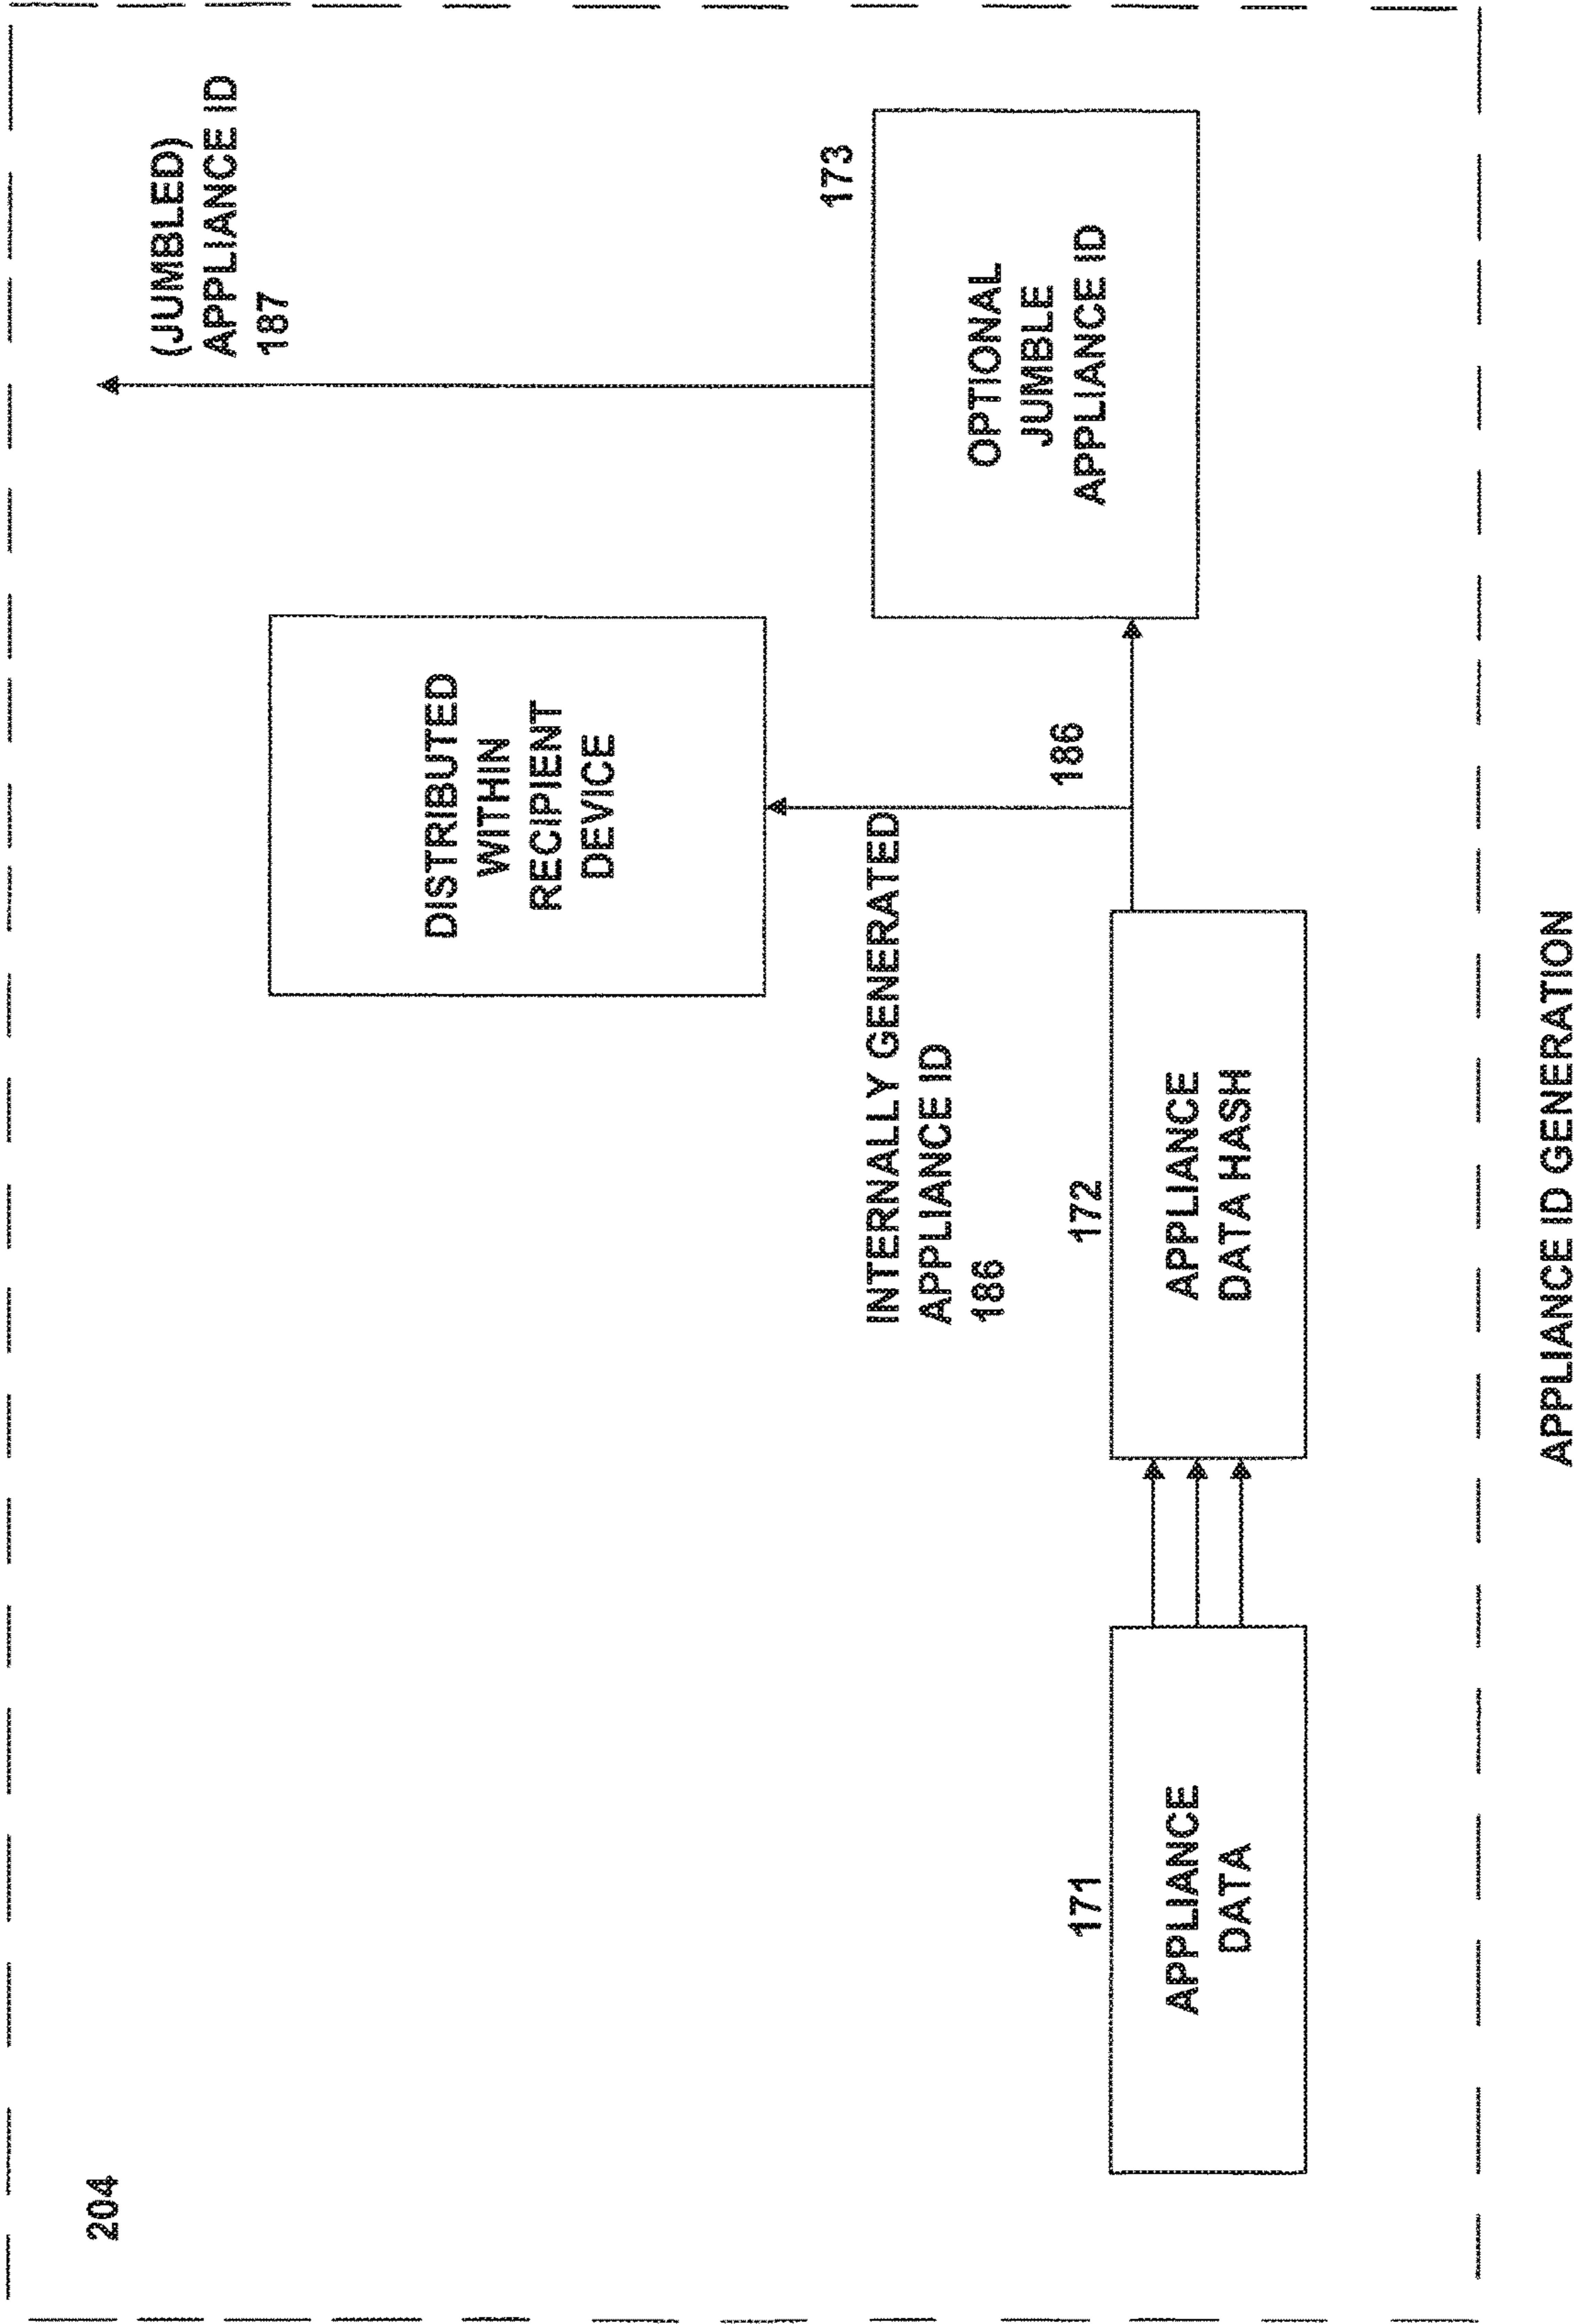 204
(JUMBLED)
APPLIANCE ID
187
DISTRIBUTED
WITHIN
RECIPIENT
DEVICE
173
OPTIONAL
JUMBLE
APPLIANCE ID
INTERNALLY GENERATED
APPLIANCE ID
186
186
171
APPLIANCE
DATA
172
APPLIANCE
DATA HASH
APPLIANCE ID GENERATION